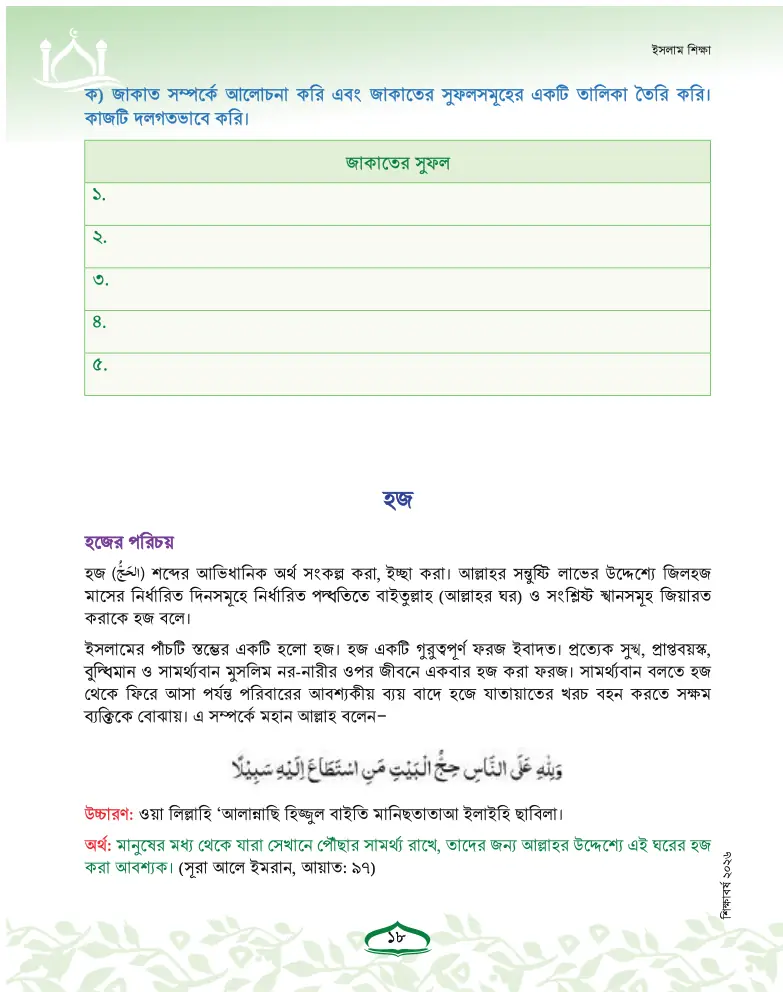 ইসলাম শিক্ষা
ক) জাকাত সম্পর্কে আলোচনা করি এবং জাকাতের সুফলসমূহের একটি তালিকা তৈরি করি।
কাজটি দলগতভাবে করি।
জাকাতের সুফল
১.
২.
৩.
৪.
৫.
হজ
হজের পরিচয়
হজ (الحَجُّ) শব্দের আভিধানিক অর্থ সংকল্প করা, ইচ্ছা করা। আল্লাহর সন্তুষ্টি লাভের উদ্দেশ্যে জিলহজ
মাসের নির্ধারিত দিনসমূহে নির্ধারিত পদ্ধতিতে বাইতুল্লাহ (আল্লাহর ঘর) ও সংশ্লিষ্ট স্থানসমূহ জিয়ারত
করাকে হজ বলে।
ইসলামের পাঁচটি স্তম্ভের একটি হলো হজ। হজ একটি গুরুত্বপূর্ণ ফরজ ইবাদত। প্রত্যেক সুস্থ, প্রাপ্তবয়স্ক,
বুদ্ধিমান ও সামর্থ্যবান মুসলিম নর-নারীর ওপর জীবনে একবার হজ করা ফরজ। সামর্থ্যবান বলতে হজ
থেকে ফিরে আসা পর্যন্ত পরিবারের আবশ্যকীয় ব্যয় বাদে হজে যাতায়াতের খরচ বহন করতে সক্ষম
ব্যক্তিকে বোঝায়। এ সম্পর্কে মহান আল্লাহ বলেন–
وَلِلّٰهِ عَلَى النَّاسِ حِجُّ الْبَيْتِ مَنِ اسْتَطَاعَ اِلَيْهِ سَبِيْلًا
উচ্চারণ: ওয়া লিল্লাহি ‘আলান্নাছি হিজ্জুল বাইতি মানিছতাতাআ ইলাইহি ছাবিলা।
অর্থ: মানুষের মধ্য থেকে যারা সেখানে পৌঁছার সামর্থ্য রাখে, তাদের জন্য আল্লাহর উদ্দেশ্যে এই ঘরের হজ
করা আবশ্যক। (সূরা আলে ইমরান, আয়াত: ৯৭)
শিক্ষাবর্ষ ২০২৬
১৮